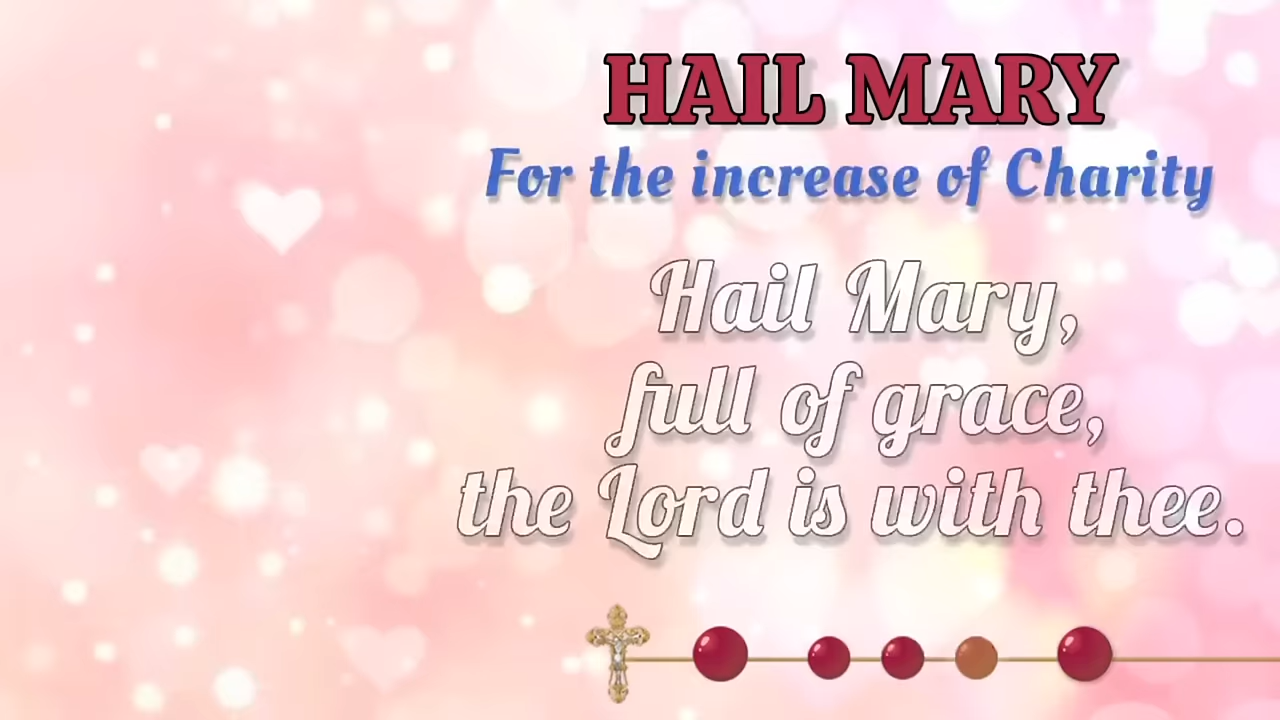 HAIL MARY
For the increase of Charity
Hail Mary,
full of grace,
the Lord is with thee.